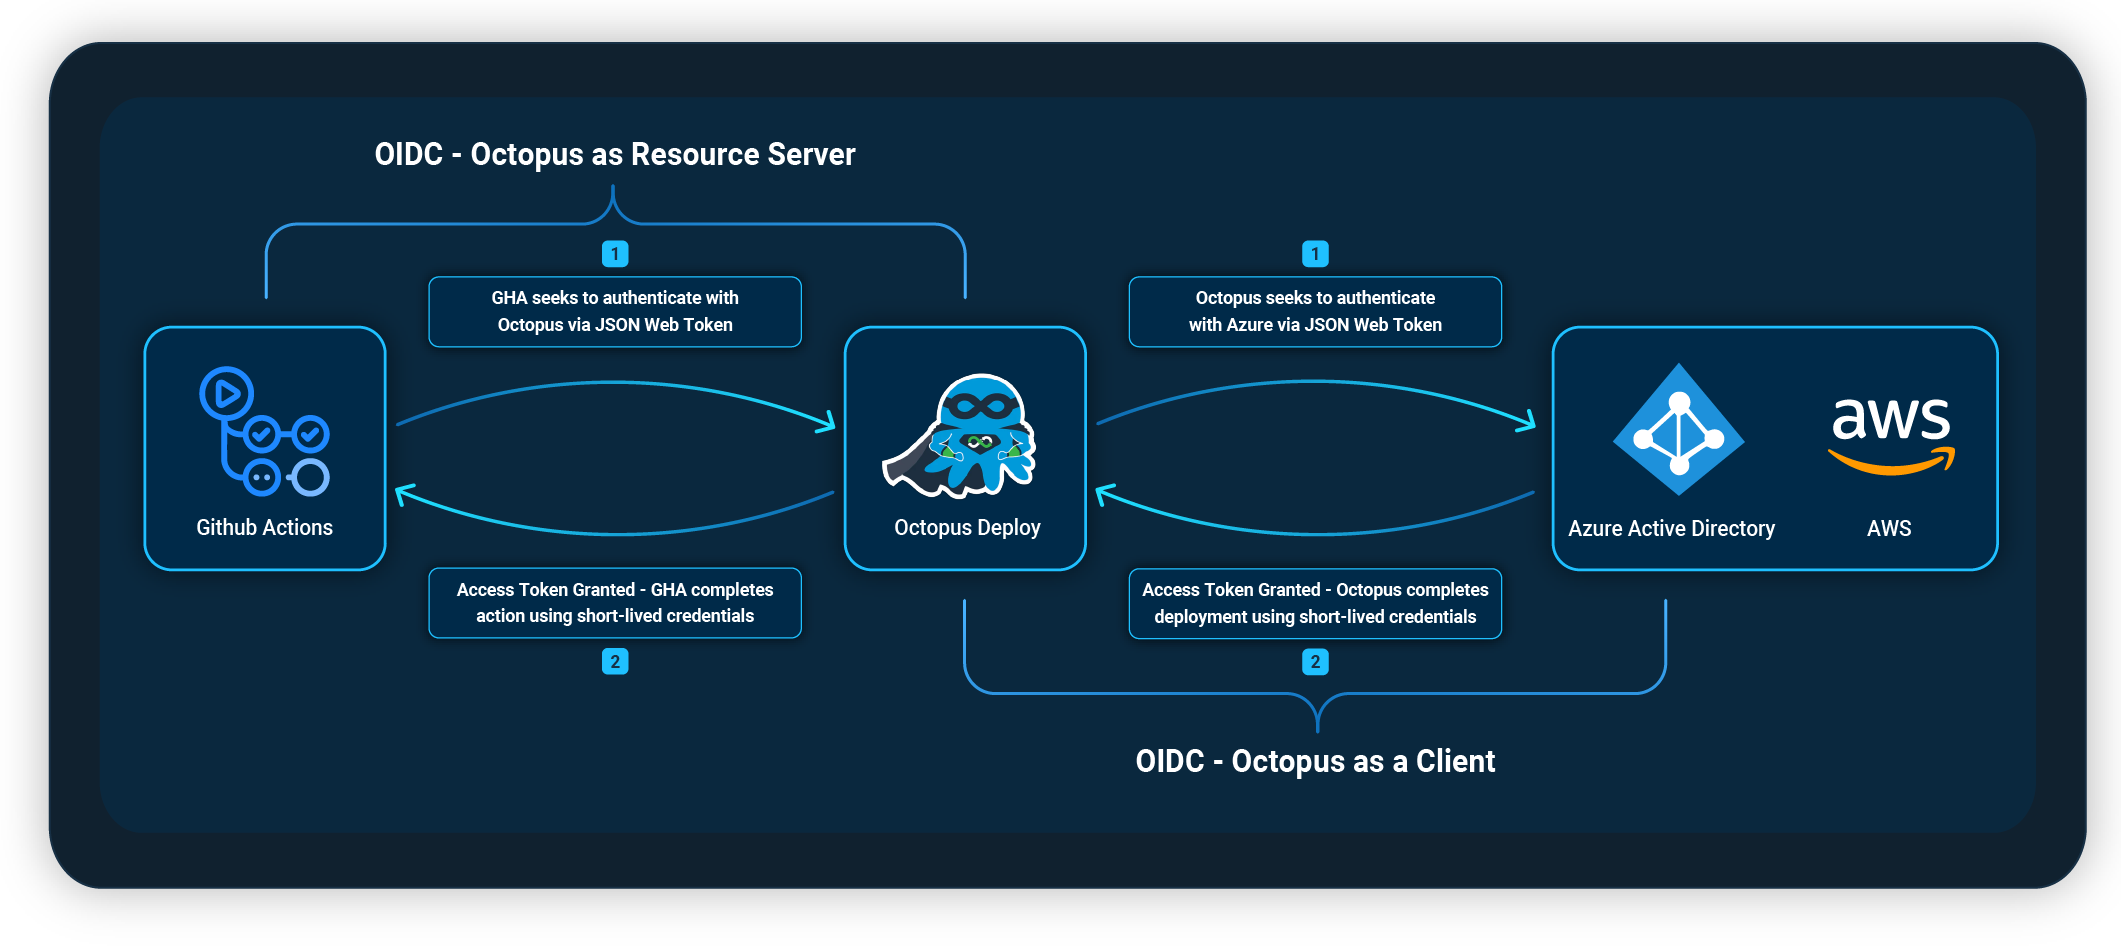 OIDC - Octopus as Resource Server
1
GHA seeks to authenticate with
Octopus via JSON Web Token
1
Octopus seeks to authenticate
with Azure via JSON Web Token
Github Actions
Octopus Deploy
Azure Active Directory
aws
AWS
Access Token Granted - GHA completes
action using short-lived credentials
2
Access Token Granted - Octopus completes
deployment using short-lived credentials
2
OIDC - Octopus as a Client